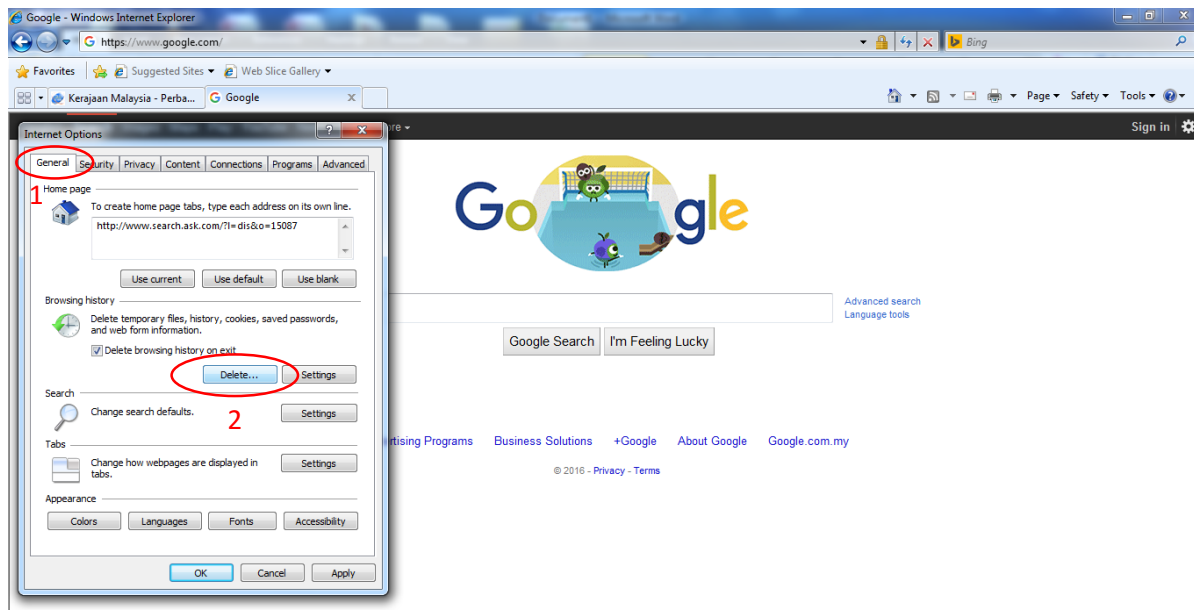 Google - Windows Internet Explorer
https://www.google.com/
Bing
Favorites Suggested Sites Web Slice Gallery
Kerajaan Malaysia - Perba... Google Page Safety Tools
Sign in
Internet Options
General Security Privacy Content Connections Programs Advanced
1
Home page
To create home page tabs, type each address on its own line.
http://www.search.ask.com/?l=dis&o=15087
Use current Use default Use blank
Browsing history
Delete temporary files, history, cookies, saved passwords,
and web form information.
Delete browsing history on exit
Delete... Settings
2
Search
Change search defaults.
Settings
Tabs
Change how webpages are displayed in
tabs.
Settings
Appearance
Colors Languages Fonts Accessibility
OK Cancel Apply
Google
Advanced search
Language tools
Google Search I'm Feeling Lucky
Programs Business Solutions +Google About Google Google.com.my
© 2016 - Privacy - Terms